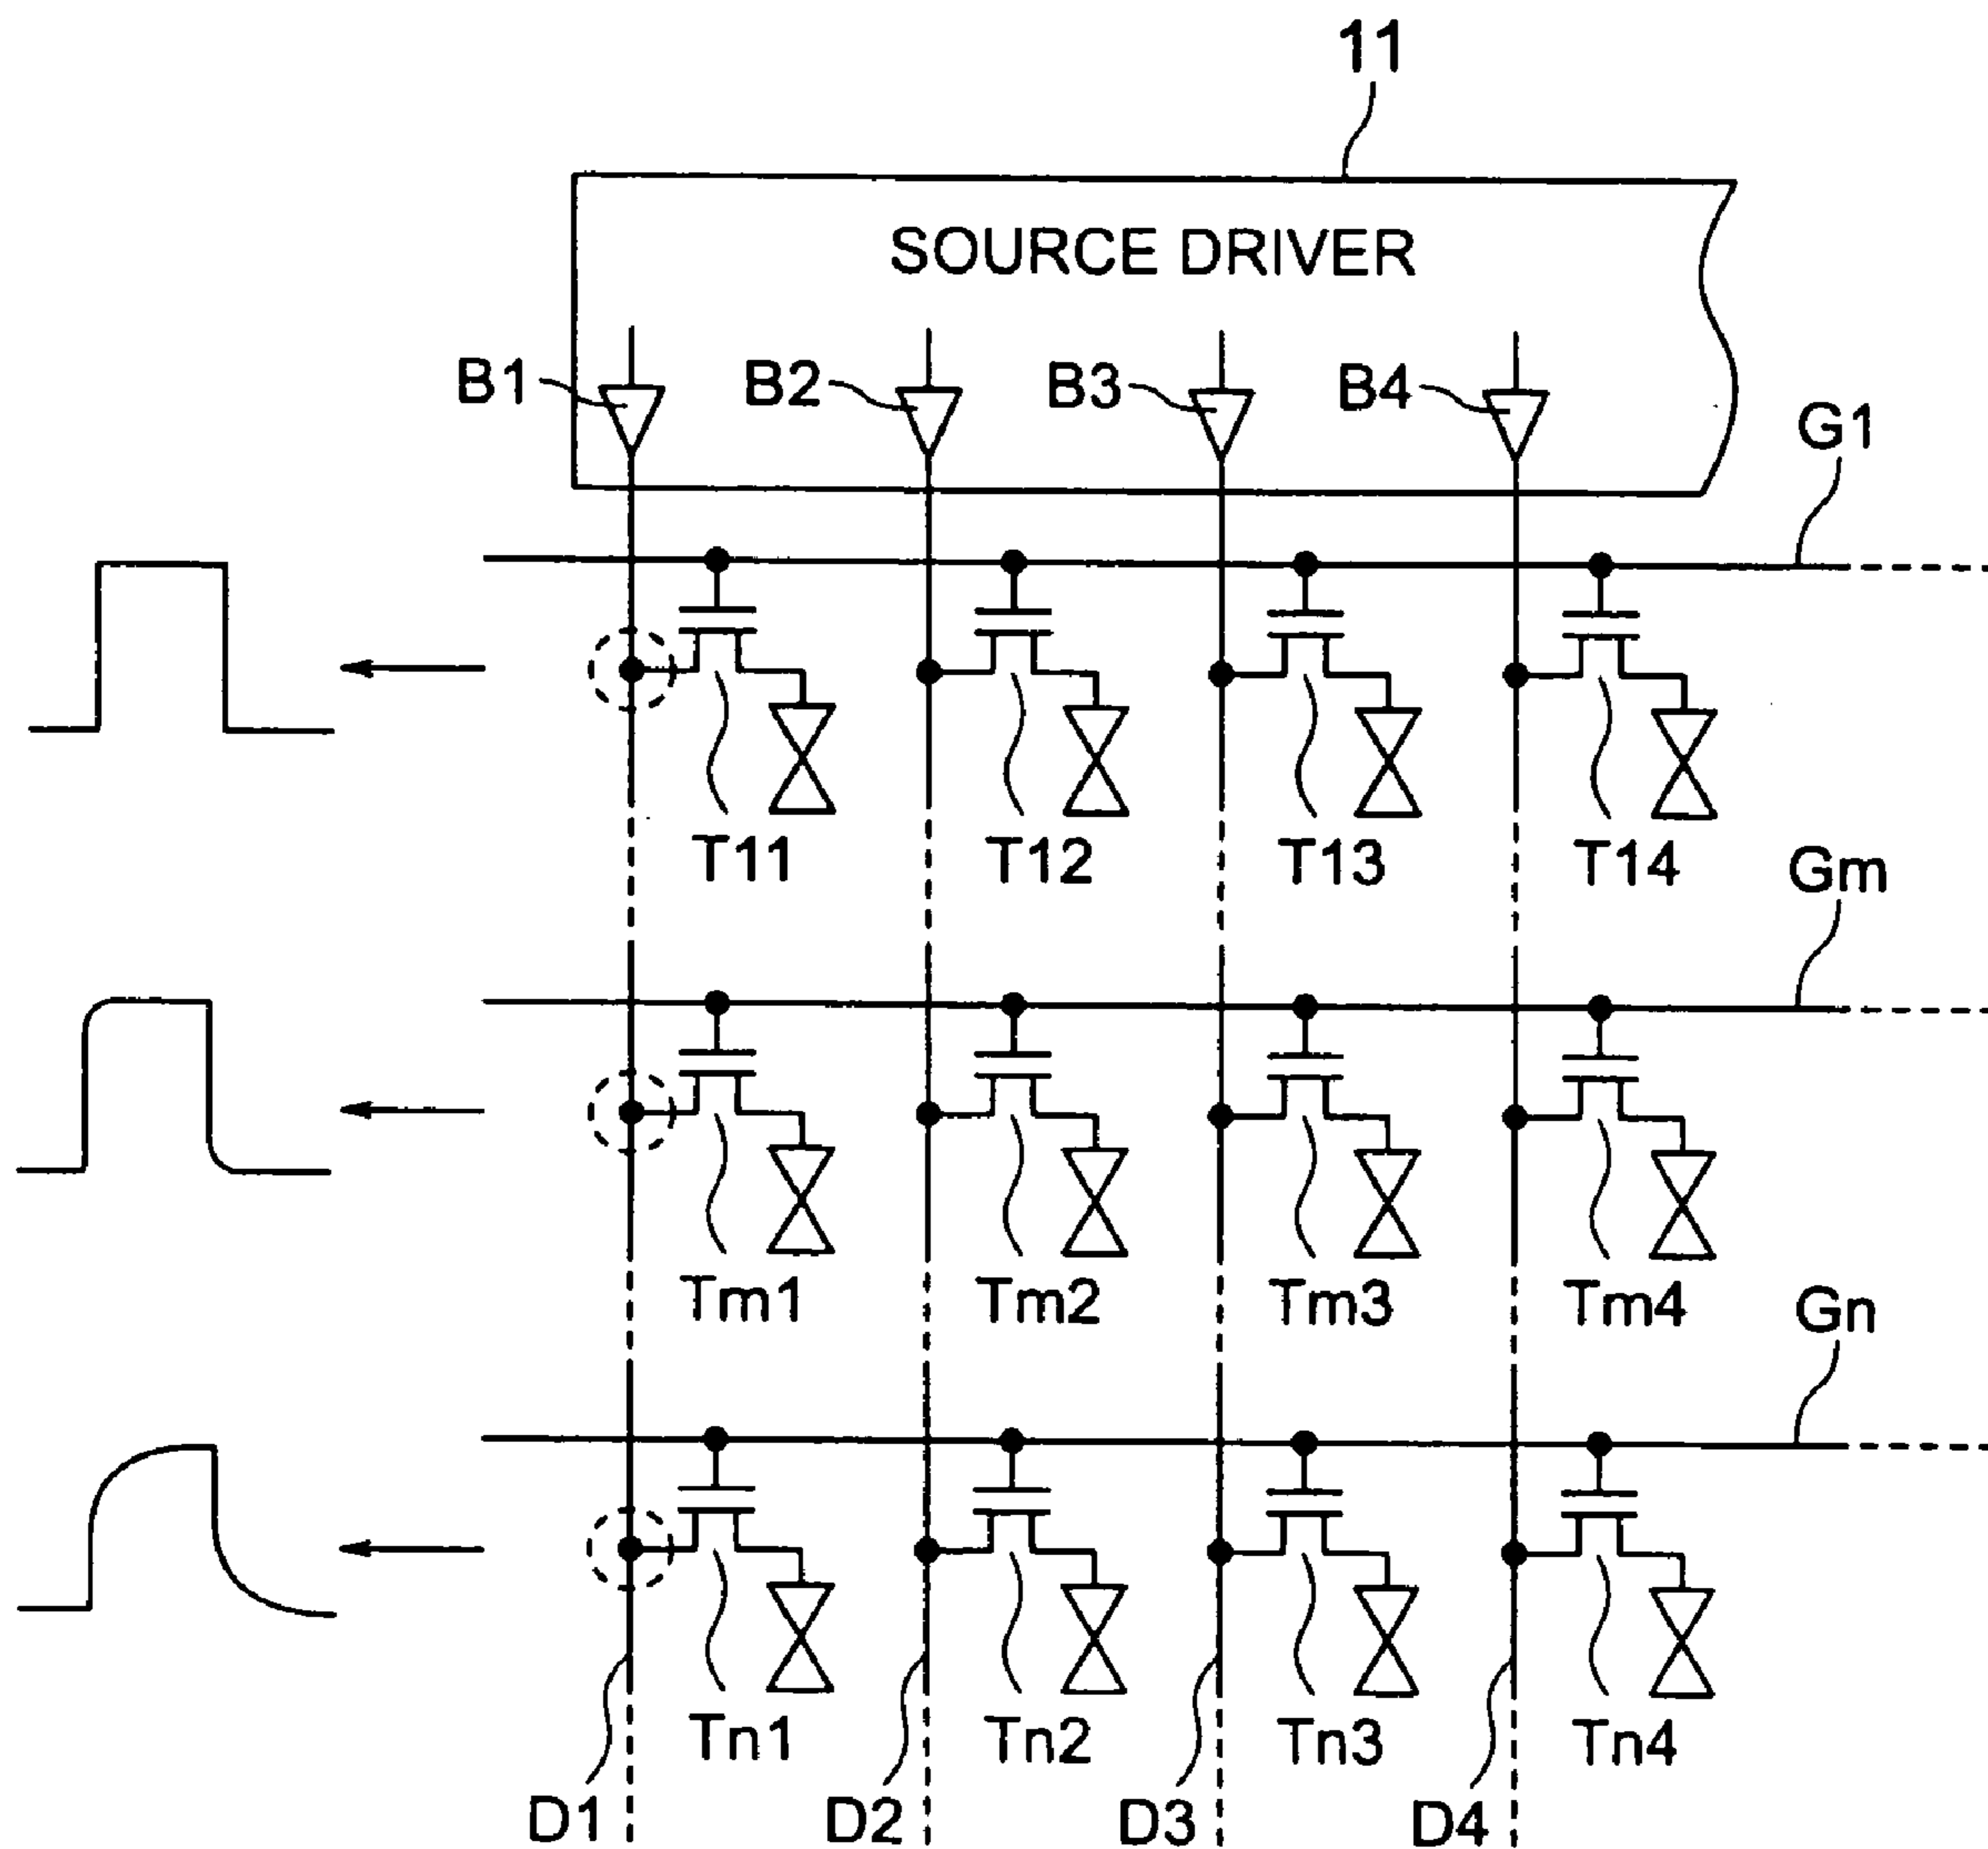 11
SOURCE DRIVER
B1 B2 B3 B4
G1
T11 T12 T13 T14
Gm
Tm1 Tm2 Tm3 Tm4
Gn
Tn1 Tn2 Tn3 Tn4
D1 D2 D3 D4